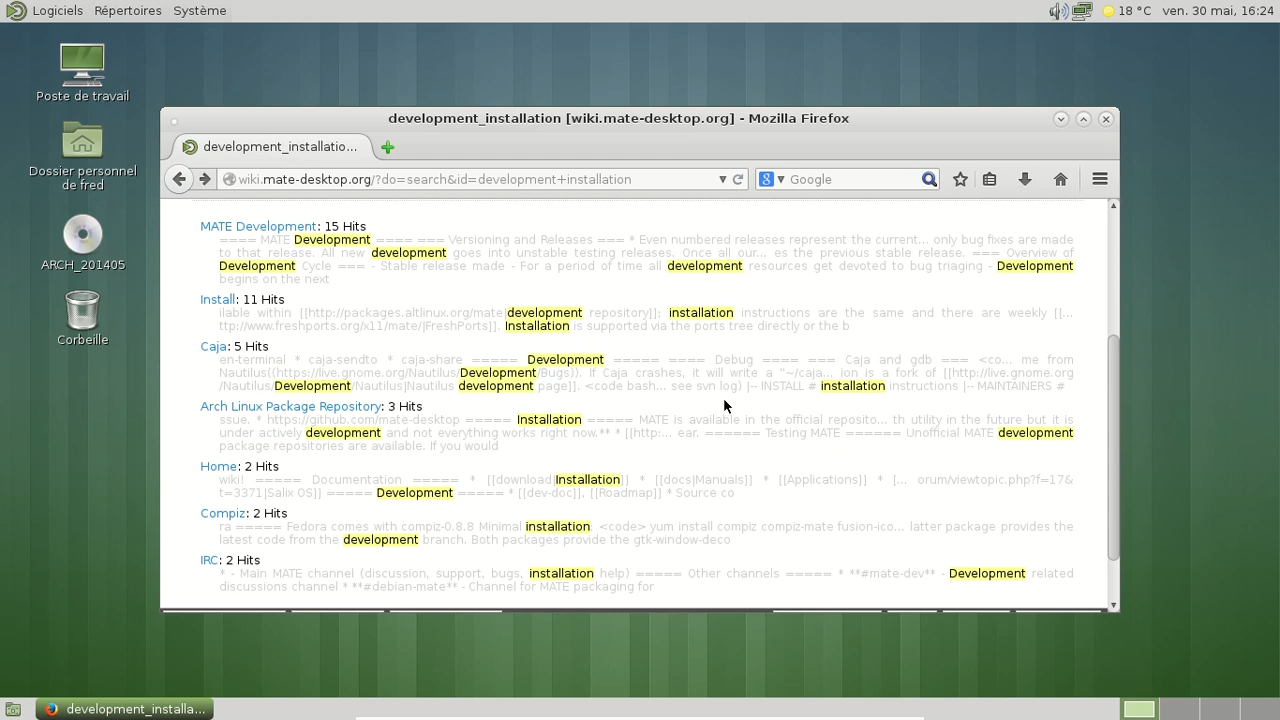 Logiciels Répertoires Système
18 °C ven. 30 mai, 16:24
Poste de travail
Dossier personnel
de fred
ARCH_201405
Corbeille
development_installation [wiki.mate-desktop.org] - Mozilla Firefox
development_installatio...
wiki.mate-desktop.org/?do=search&id=development+installation
Google
MATE Development: 15 Hits
==== MATE Development ==== === Versioning and Releases === * Even numbered releases represent the current... only bug fixes are made
to that release. All new development goes into unstable testing releases. Once all our... es the previous stable release. === Overview of
Development Cycle === - Stable release made - For a period of time all development resources get devoted to bug triaging - Development
begins on the next
Install: 11 Hits
ilable within [[http://packages.altlinux.org/mate|development repository]]; installation instructions are the same and there are weekly [[...
ttp://www.freshports.org/x11/mate/|FreshPorts]]. Installation is supported via the ports tree directly or the b
Caja: 5 Hits
en-terminal * caja-sendto * caja-share ===== Development ===== ==== Debug ==== === Caja and gdb === <co... me from
Nautilus((https://live.gnome.org/Nautilus/Development/Bugs)). If Caja crashes, it will write a "~/caja... ion is a fork of [[http://live.gnome.org
/Nautilus/Development/Nautilus|Nautilus development page]]. <code bash... see svn log) |-- INSTALL # installation instructions |-- MAINTAINERS #
Arch Linux Package Repository: 3 Hits
ssue. * https://github.com/mate-desktop ===== Installation ===== MATE is available in the official reposito... th utility in the future but it is
under actively development and not everything works right now.** * [[http:... ear. ====== Testing MATE ====== Unofficial MATE development
package repositories are available. If you would
Home: 2 Hits
wiki! ===== Documentation ===== * [[download|Installation]] * [[docs|Manuals]] * [[Applications]] * [... orum/viewtopic.php?f=17&
t=3371|Salix OS]] ===== Development ===== * [[dev-doc]], [[Roadmap]] * Source co
Compiz: 2 Hits
ra ===== Fedora comes with compiz-0.8.8 Minimal installation: <code> yum install compiz compiz-mate fusion-ico... latter package provides the
latest code from the development branch. Both packages provide the gtk-window-deco
IRC: 2 Hits
* - Main MATE channel (discussion, support, bugs, installation help) ===== Other channels ===== * **#mate-dev** - Development related
discussions channel * **#debian-mate** - Channel for MATE packaging for
development_installa...